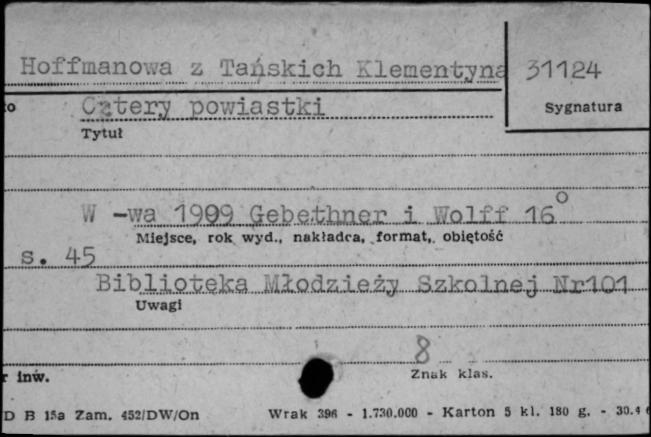 Hoffmanowa z Tańskich Klementyna 31124
Cztery powiastki Sygnatura
Tytuł
W -wa 1909 Gebethner i Wolff 16°
Miejsce, rok wyd., nakładca, format, objętość
s. 45
Biblioteka Młodzieży Szkolnej Nr101
Uwagi
8
r inw. Znak klas.
D B 15a Zam. 452/DW/On Wrak 396 - 1.730.000 - Karton 5 kl. 180 g. - 30.4